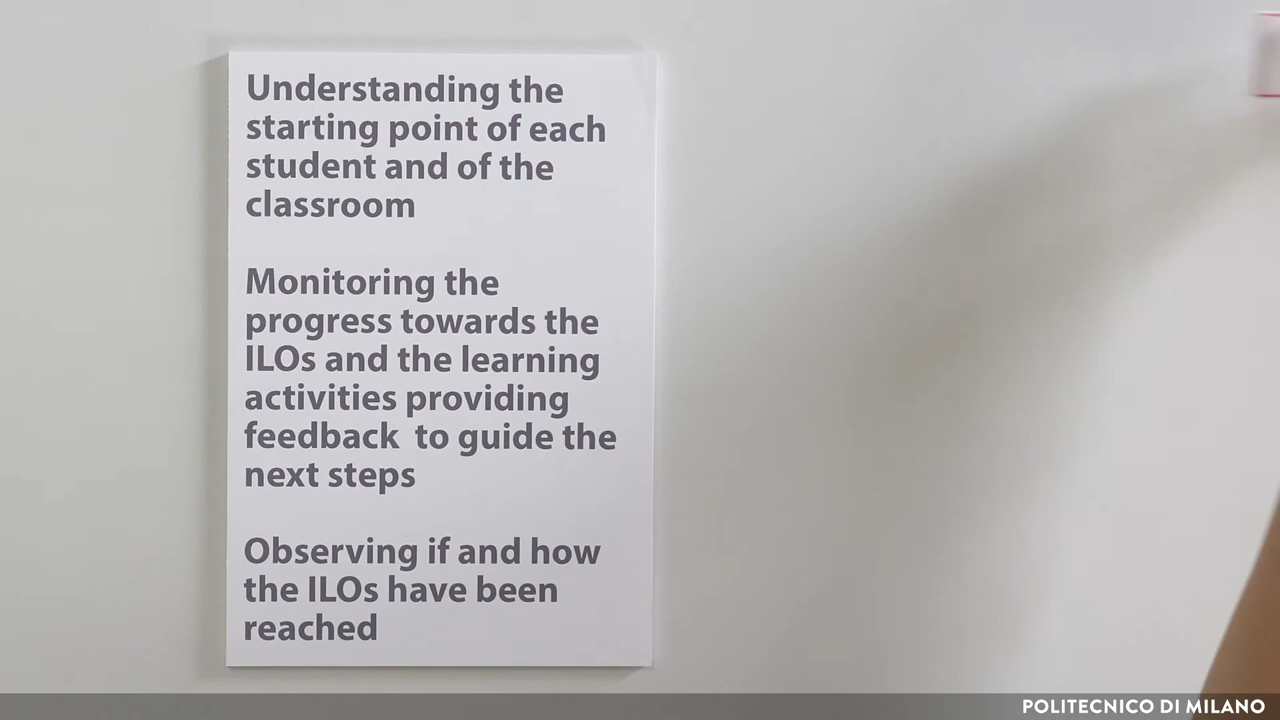 Understanding the
starting point of each
student and of the
classroom
Monitoring the
progress towards the
ILOs and the learning
activities providing
feedback to guide the
next steps
Observing if and how
the ILOs have been
reached
POLITECNICO DI MILANO